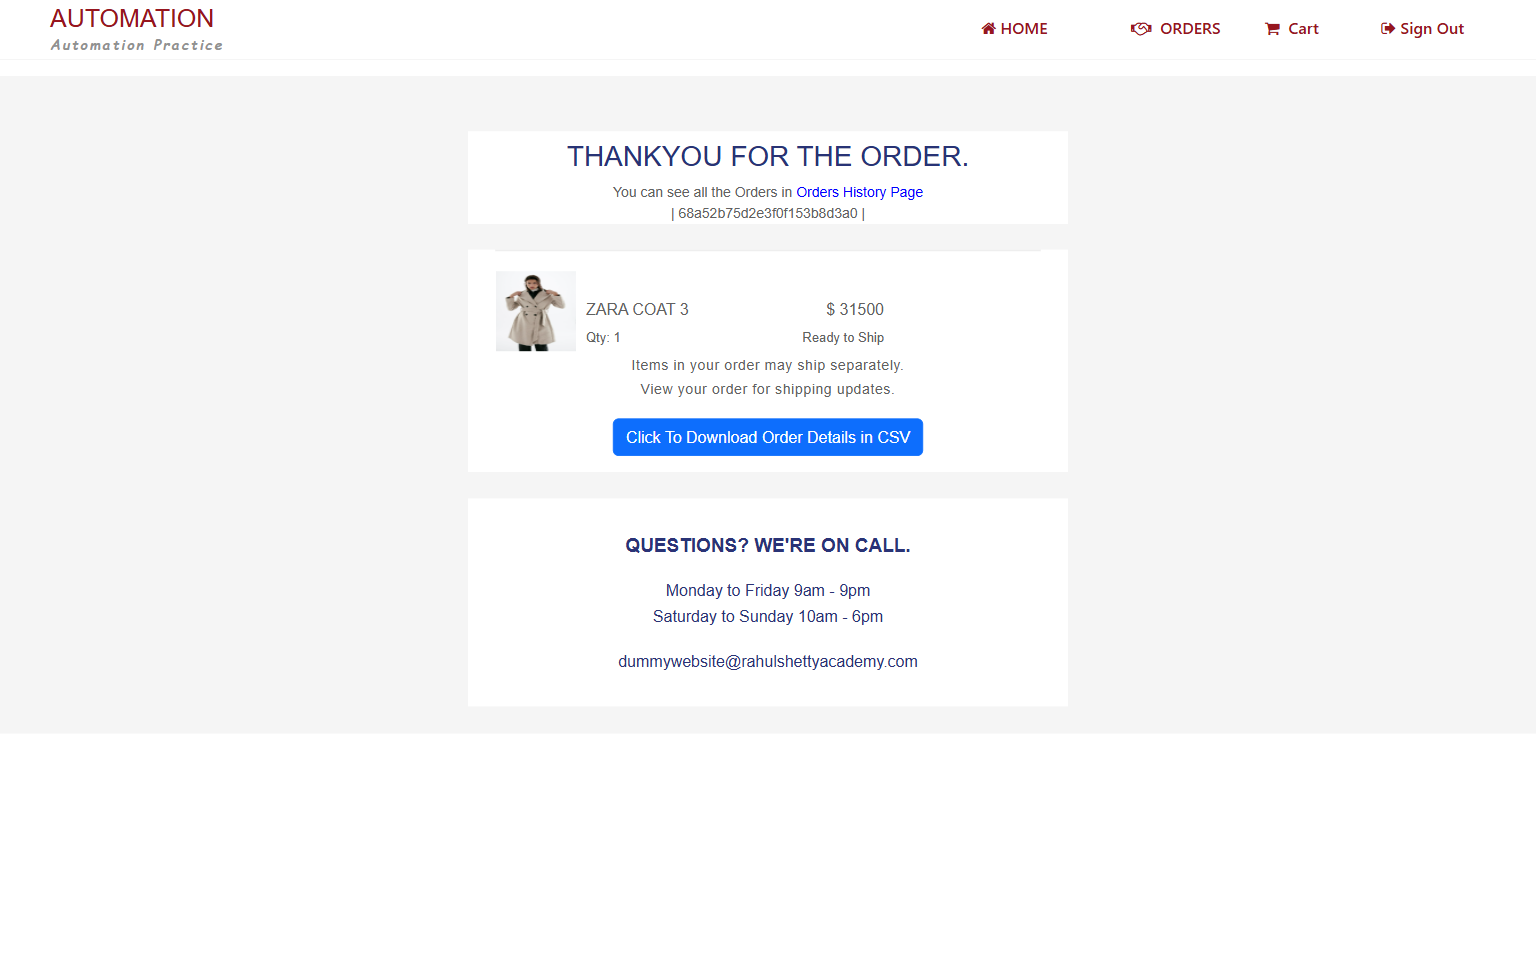 AUTOMATION
Automation Practice
HOME
ORDERS
Cart
Sign Out
THANKYOU FOR THE ORDER.
You can see all the Orders in Orders History Page
| 68a52b75d2e3f0f153b8d3a0 |
ZARA COAT 3
$ 31500
Qty: 1
Ready to Ship
Items in your order may ship separately.
View your order for shipping updates.
Click To Download Order Details in CSV
QUESTIONS? WE'RE ON CALL.
Monday to Friday 9am - 9pm
Saturday to Sunday 10am - 6pm
dummywebsite@rahulshettyacademy.com